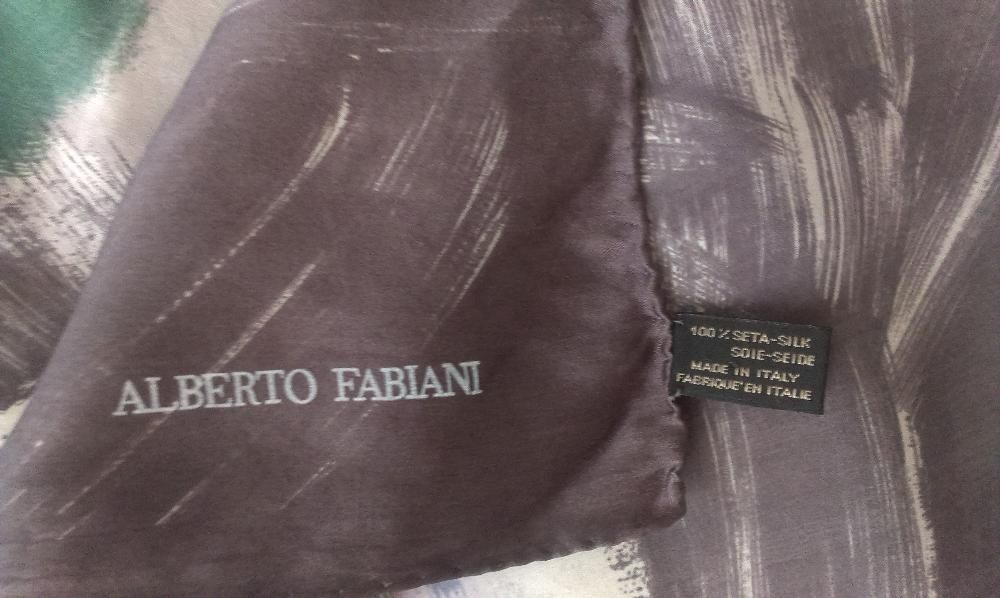 ALBERTO FABIANI
100% SETA-SILK
SOIE-SEIDE
MADE IN ITALY
FABRIQUE' EN ITALIE